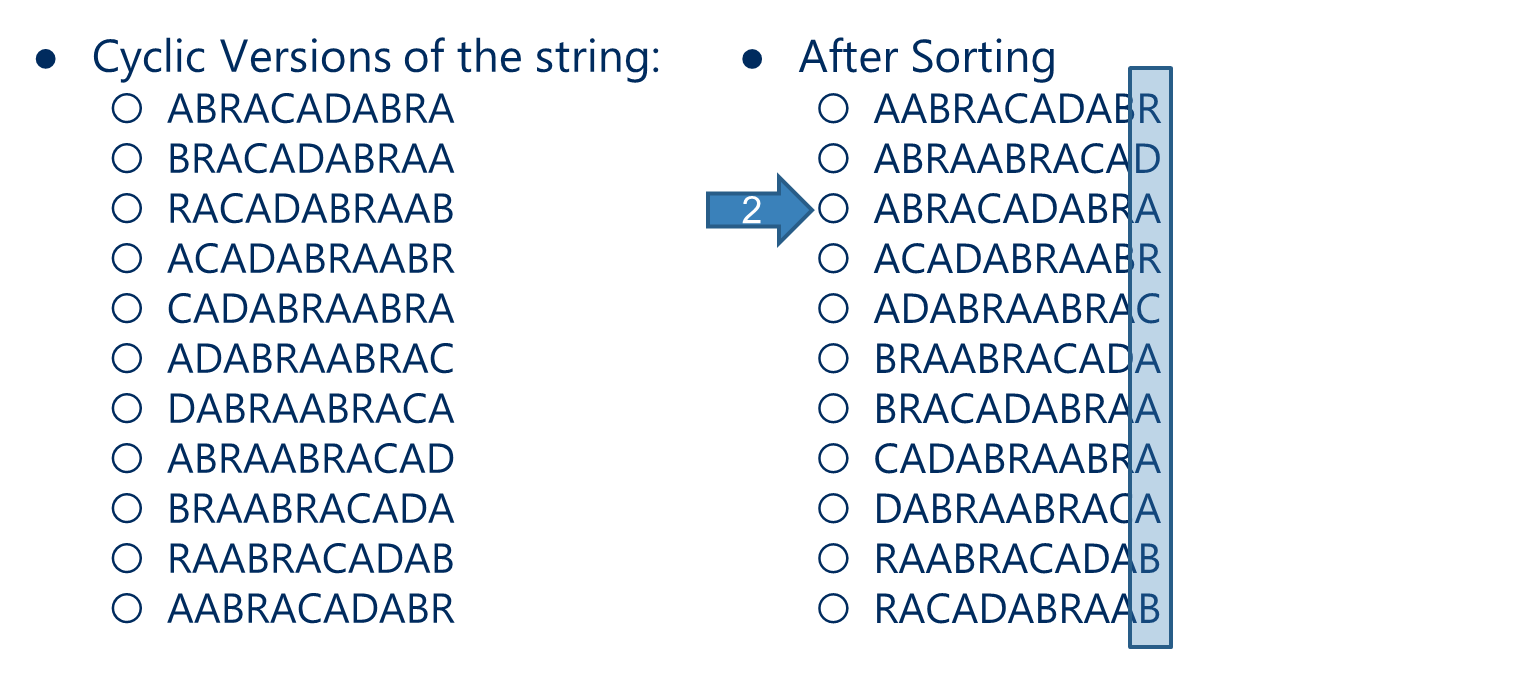 Cyclic Versions of the string:
ABRACADABRA
BRACADABRAA
RACADABRAAB
ACADABRAABR
CADABRAABRA
ADABRAABRAC
DABRAABRACA
ABRAABRACAD
BRAABRACADA
RAABRACADAB
AABRACADABR
After Sorting
AABRACADABR
ABRAABRACAD
2
ABRACADABRA
ACADABRAABR
ADABRAABRAC
BRAABRACADA
BRACADABRAA
CADABRAABRA
DABRAABRACA
RAABRACADAB
RACADABRAAB